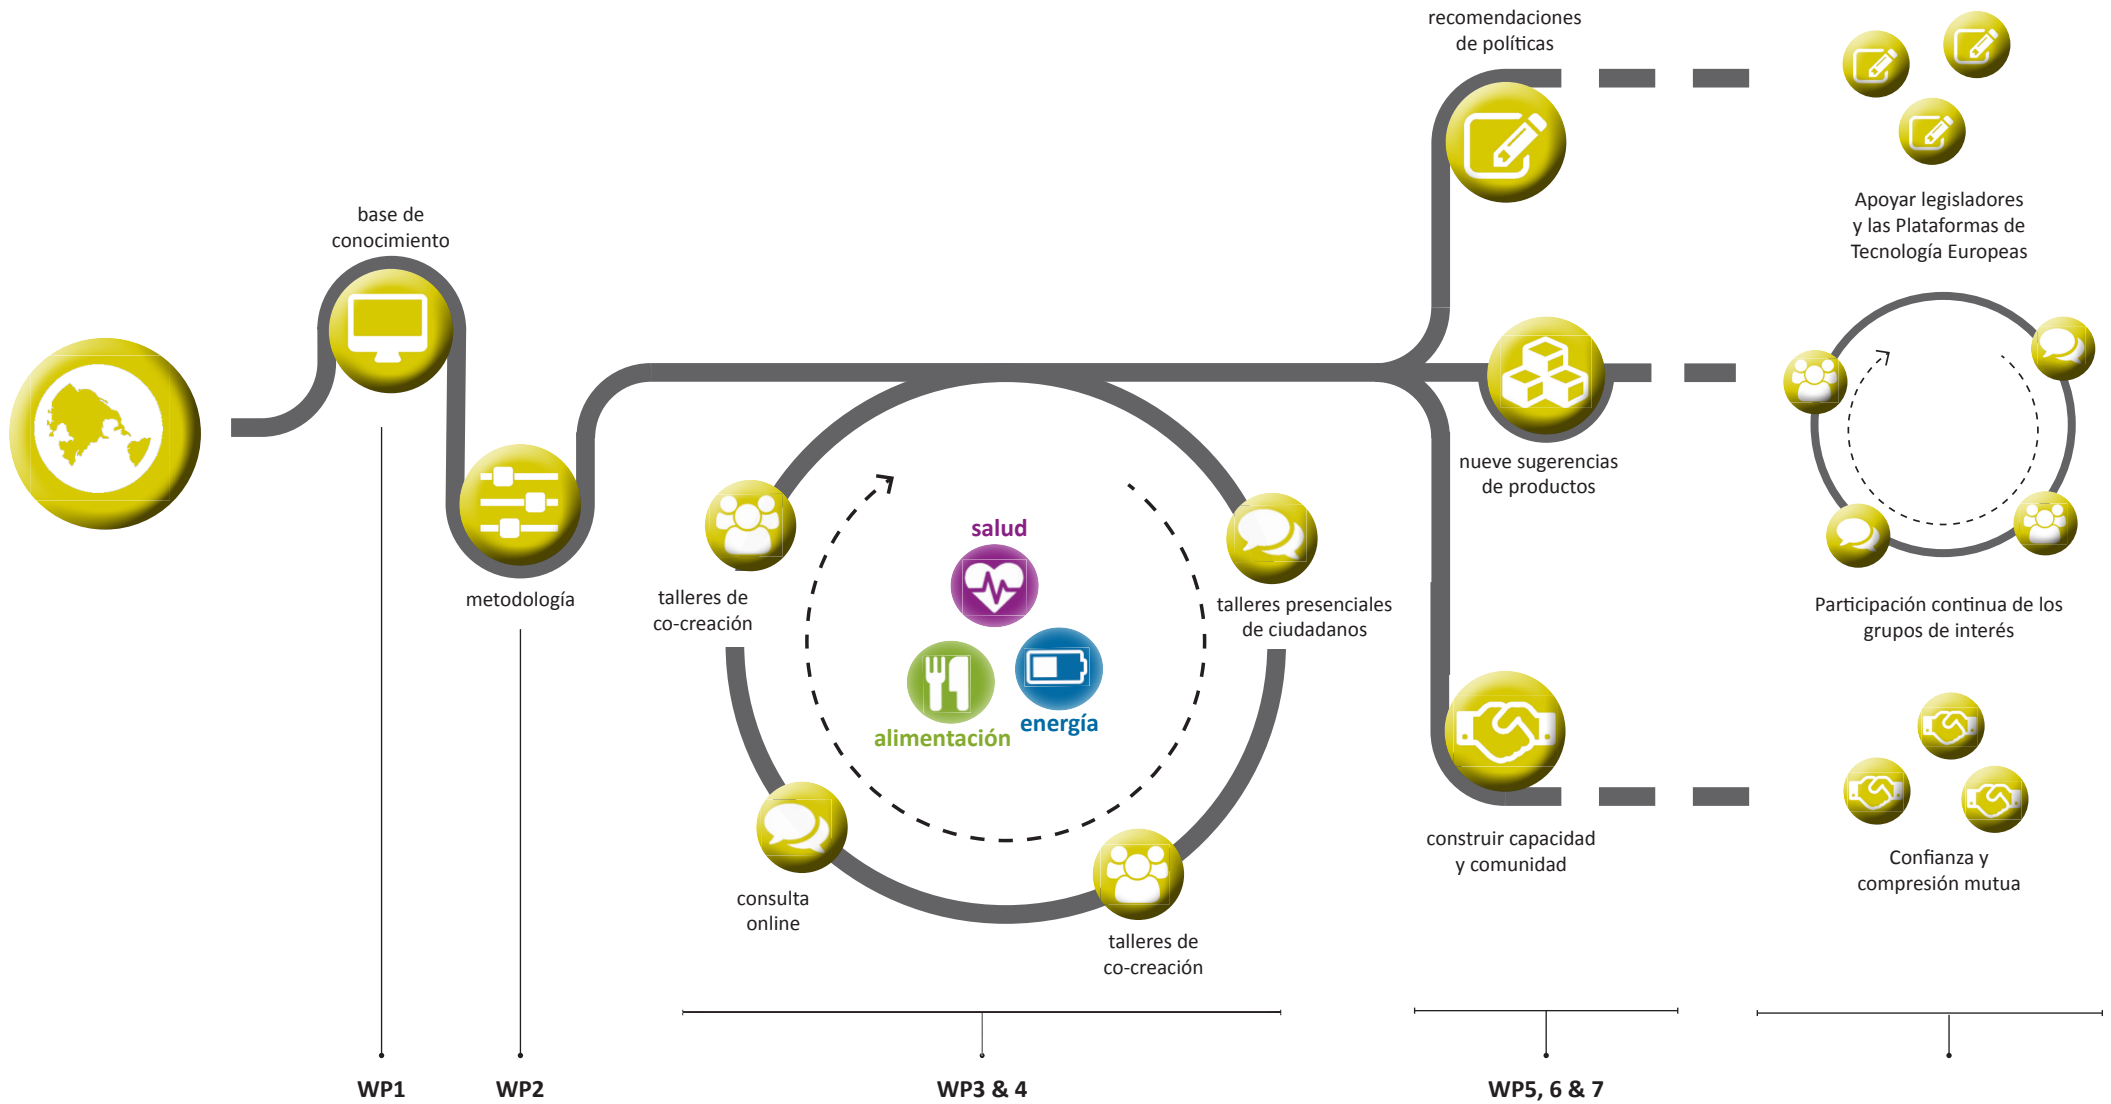 base de
conocimiento
metodología
talleres de
co-creación
salud
alimentación
energía
talleres presenciales
de ciudadanos
consulta
online
talleres de
co-creación
recomendaciones
de políticas
nueve sugerencias
de productos
construir capacidad
y comunidad
Apoyar legisladores
y las Plataformas de
Tecnología Europeas
Participación continua de los
grupos de interés
Confianza y
compresión mutua
WP1
WP2
WP3 & 4
WP5, 6 & 7